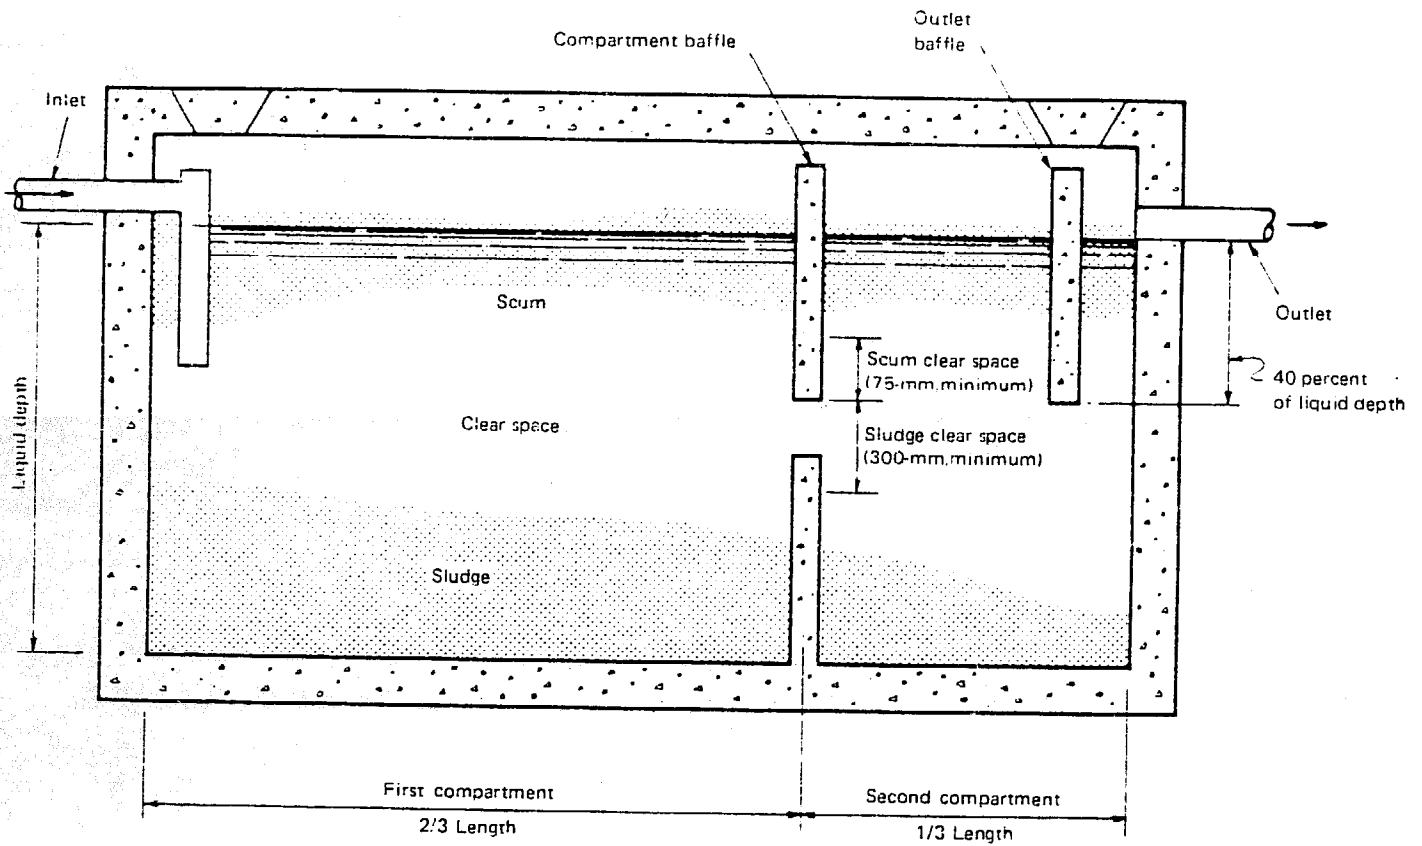 Outlet
baffle
Compartment baffle
Inlet
Scum
Outlet
Scum clear space
(75-mm.minimum)
40 percent
of liquid depth
Clear space
Sludge clear space
(300-mm.minimum)
Liquid depth
Sludge
First compartment
2/3 Length
Second compartment
1/3 Length